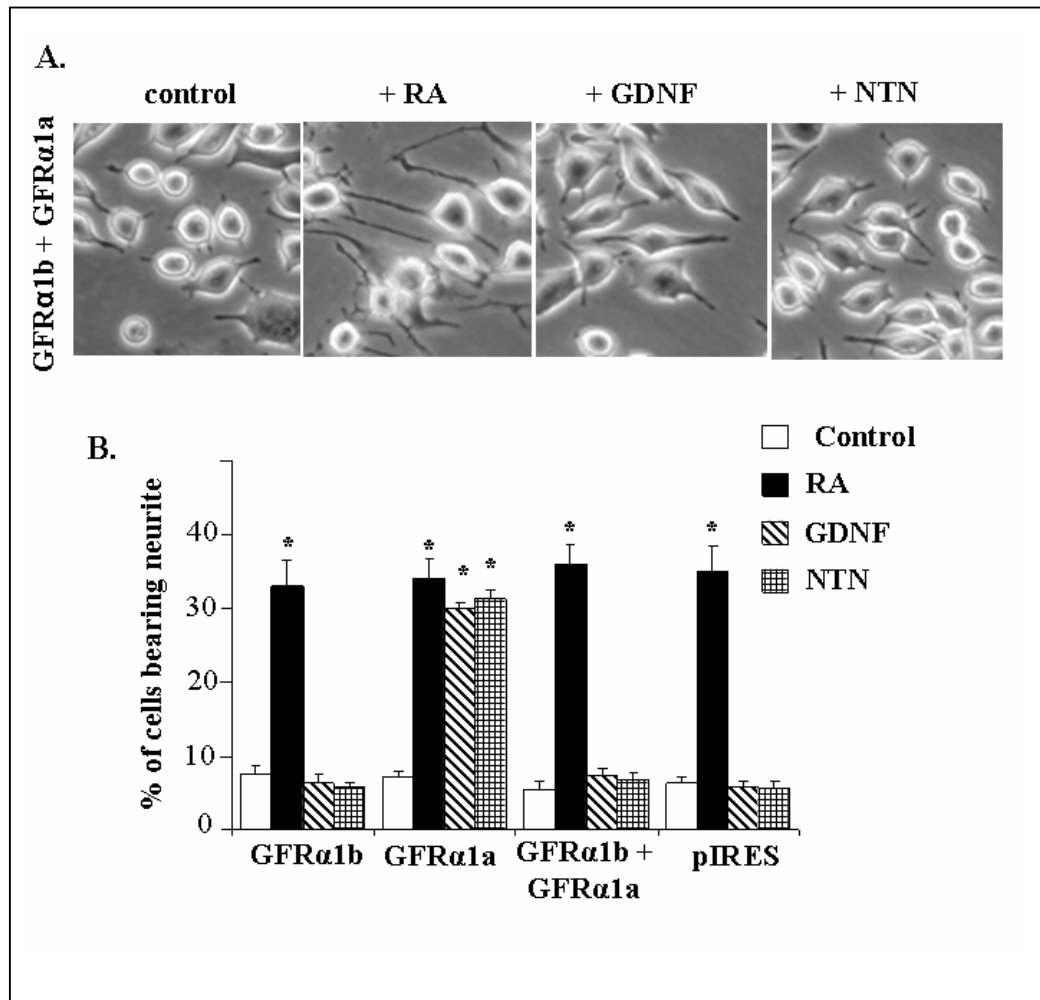 A.
control + RA + GDNF + NTN
GFRα1b + GFRα1a
B.
Control
RA
GDNF
NTN
% of cells bearing neurite
40
30
20
10
0
* * * * * *
GFRα1b GFRα1a GFRα1b + GFRα1a pIRES